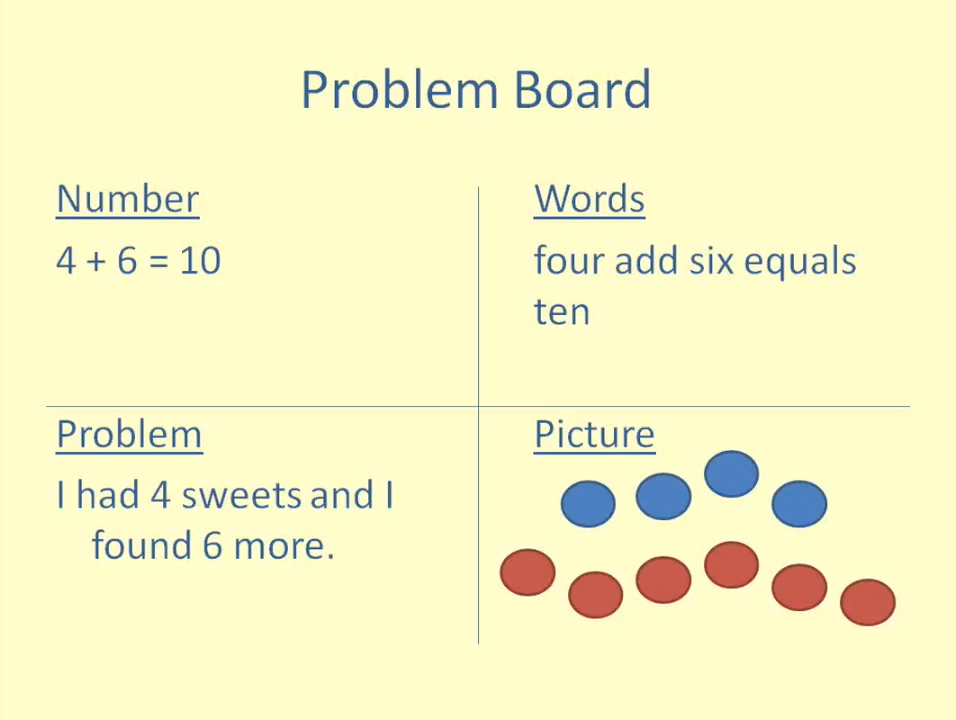 Problem Board
Number
4 + 6 = 10
Words
four add six equals
ten
Problem
I had 4 sweets and I
found 6 more.
Picture